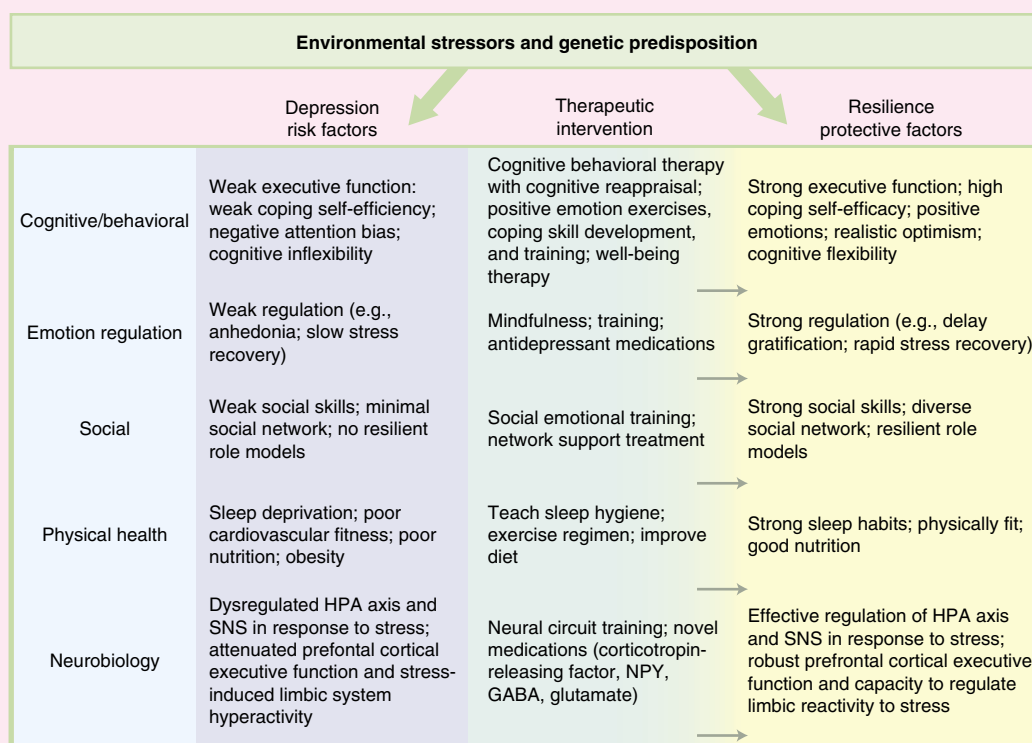 Environmental stressors and genetic predisposition
Depression
risk factors
Therapeutic
intervention
Resilience
protective factors
Cognitive/behavioral
Weak executive function:
weak coping self-efficiency;
negative attention bias;
cognitive inflexibility
Cognitive behavioral therapy
with cognitive reappraisal;
positive emotion exercises,
coping skill development,
and training; well-being
therapy
Strong executive function; high
coping self-efficacy; positive
emotions; realistic optimism;
cognitive flexibility
Emotion regulation
Weak regulation (e.g.,
anhedonia; slow stress
recovery)
Mindfulness; training;
antidepressant medications
Strong regulation (e.g., delay
gratification; rapid stress recovery)
Social
Weak social skills; minimal
social network; no resilient
role models
Social emotional training;
network support treatment
Strong social skills; diverse
social network; resilient role
models
Physical health
Sleep deprivation; poor
cardiovascular fitness; poor
nutrition; obesity
Teach sleep hygiene;
exercise regimen; improve
diet
Strong sleep habits; physically fit;
good nutrition
Neurobiology
Dysregulated HPA axis and
SNS in response to stress;
attenuated prefontal cortical
executive function and stress-
induced limbic system
hyperactivity
Neural circuit training; novel
medications (corticotropin-
releasing factor, NPY,
GABA, glutamate)
Effective regulation of HPA axis
and SNS in response to stress;
robust prefrontal cortical executive
function and capacity to regulate
limbic reactivity to stress